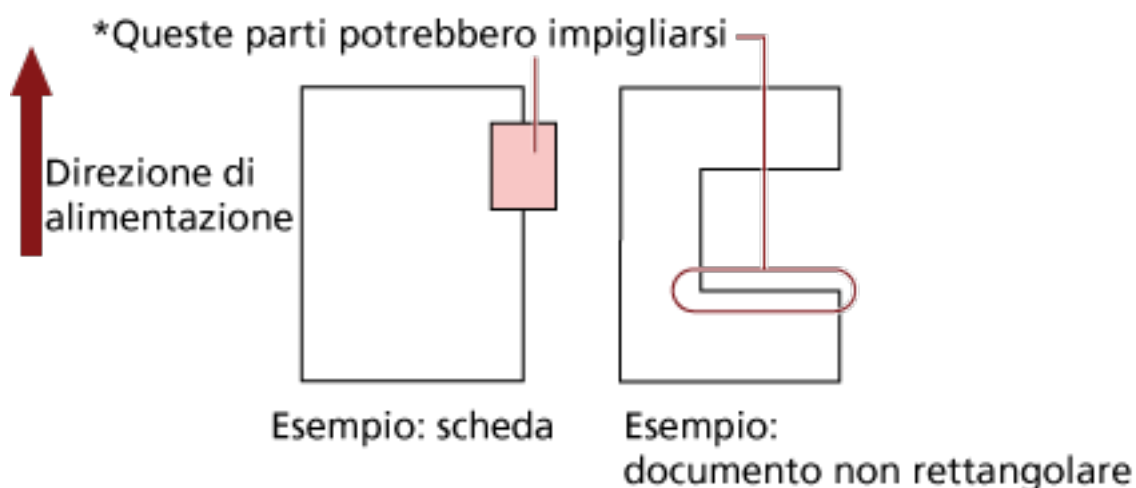 *Queste parti potrebbero impigliarsi
Direzione di
alimentazione
Esempio: scheda
Esempio:
documento non rettangolare